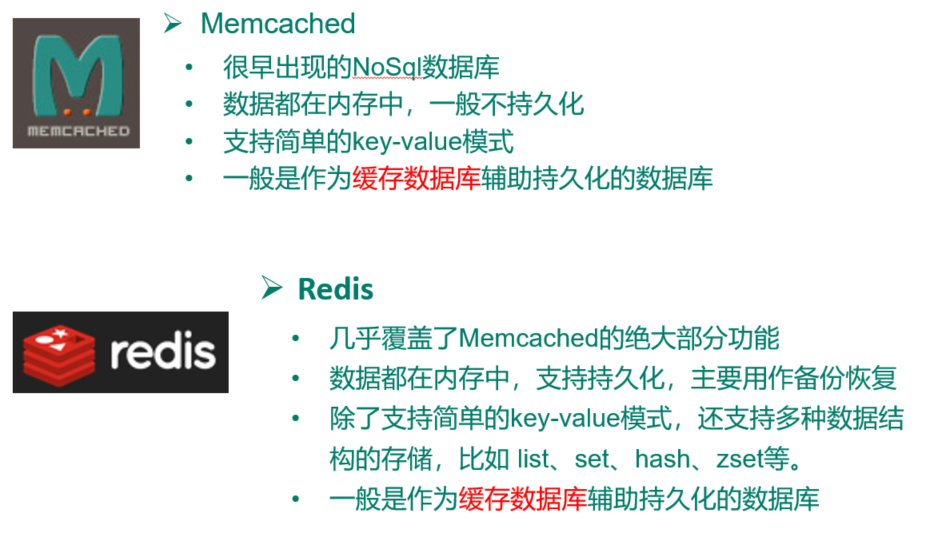 Memcached
很早出现的NoSql数据库
数据都在内存中，一般不持久化
支持简单的key-value模式
一般是作为缓存数据库辅助持久化的数据库
MEMCACHED
Redis
几乎覆盖了Memcached的绝大部分功能
数据都在内存中，支持持久化，主要用作备份恢复
除了支持简单的key-value模式，还支持多种数据结
构的存储，比如 list、set、hash、zset等。
一般是作为缓存数据库辅助持久化的数据库
redis